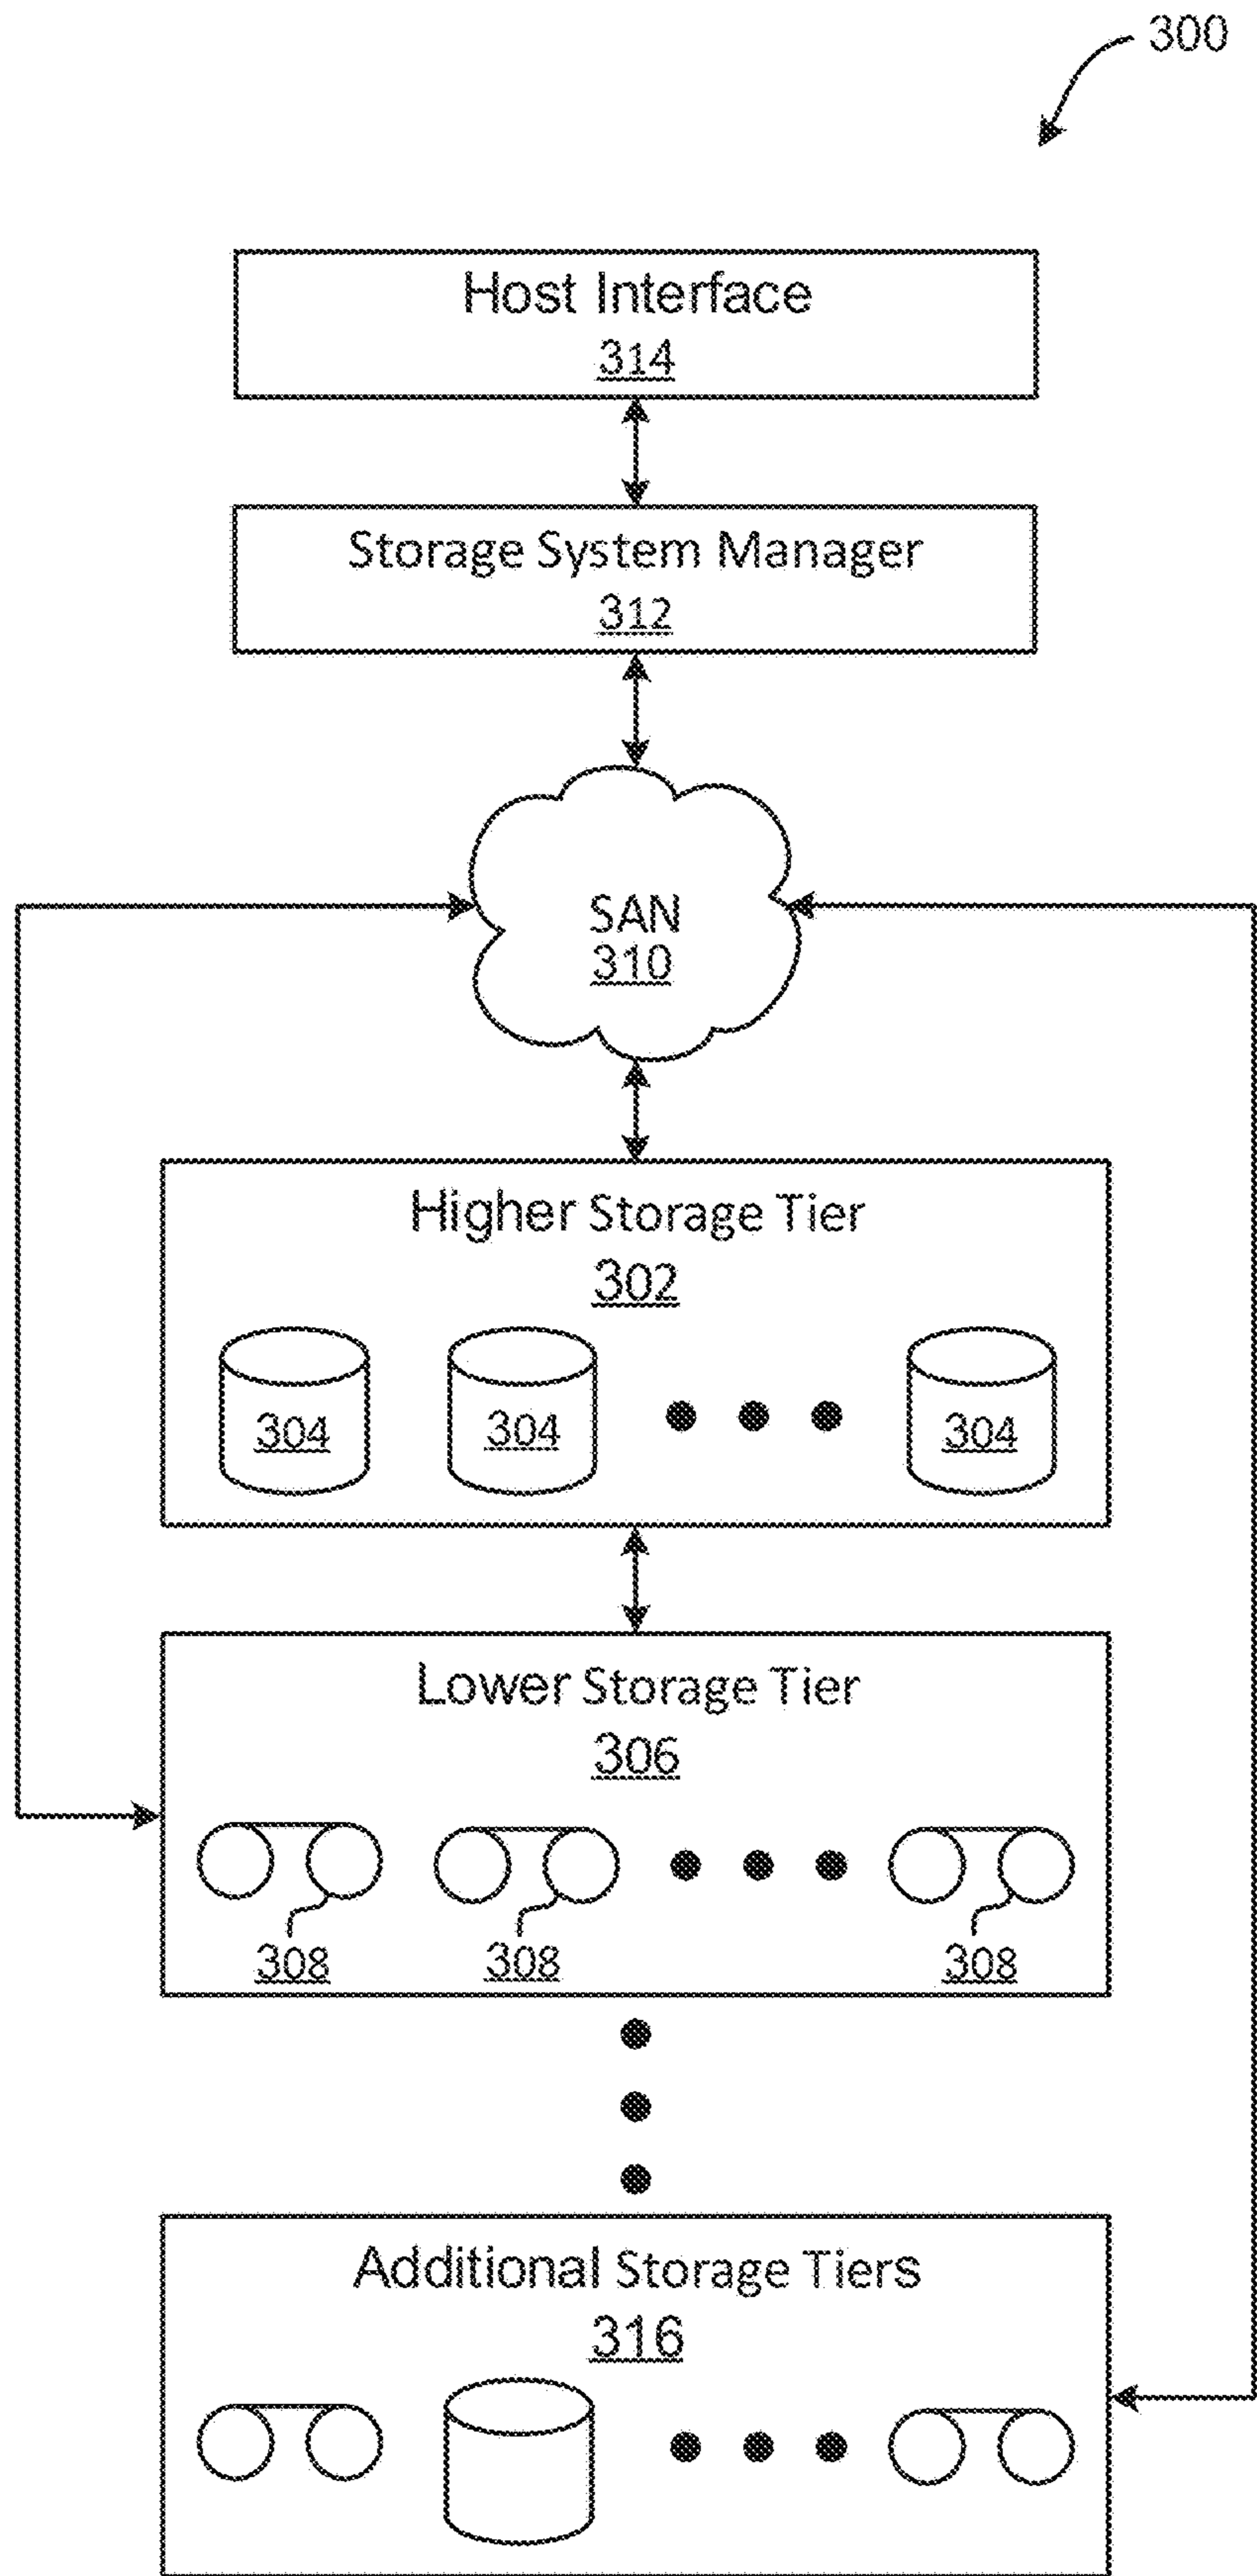 300
Host Interface
314
Storage System Manager
312
SAN
310
Higher Storage Tier
302
304 304 304
Lower Storage Tier
306
308 308 308
Additional Storage Tiers
316